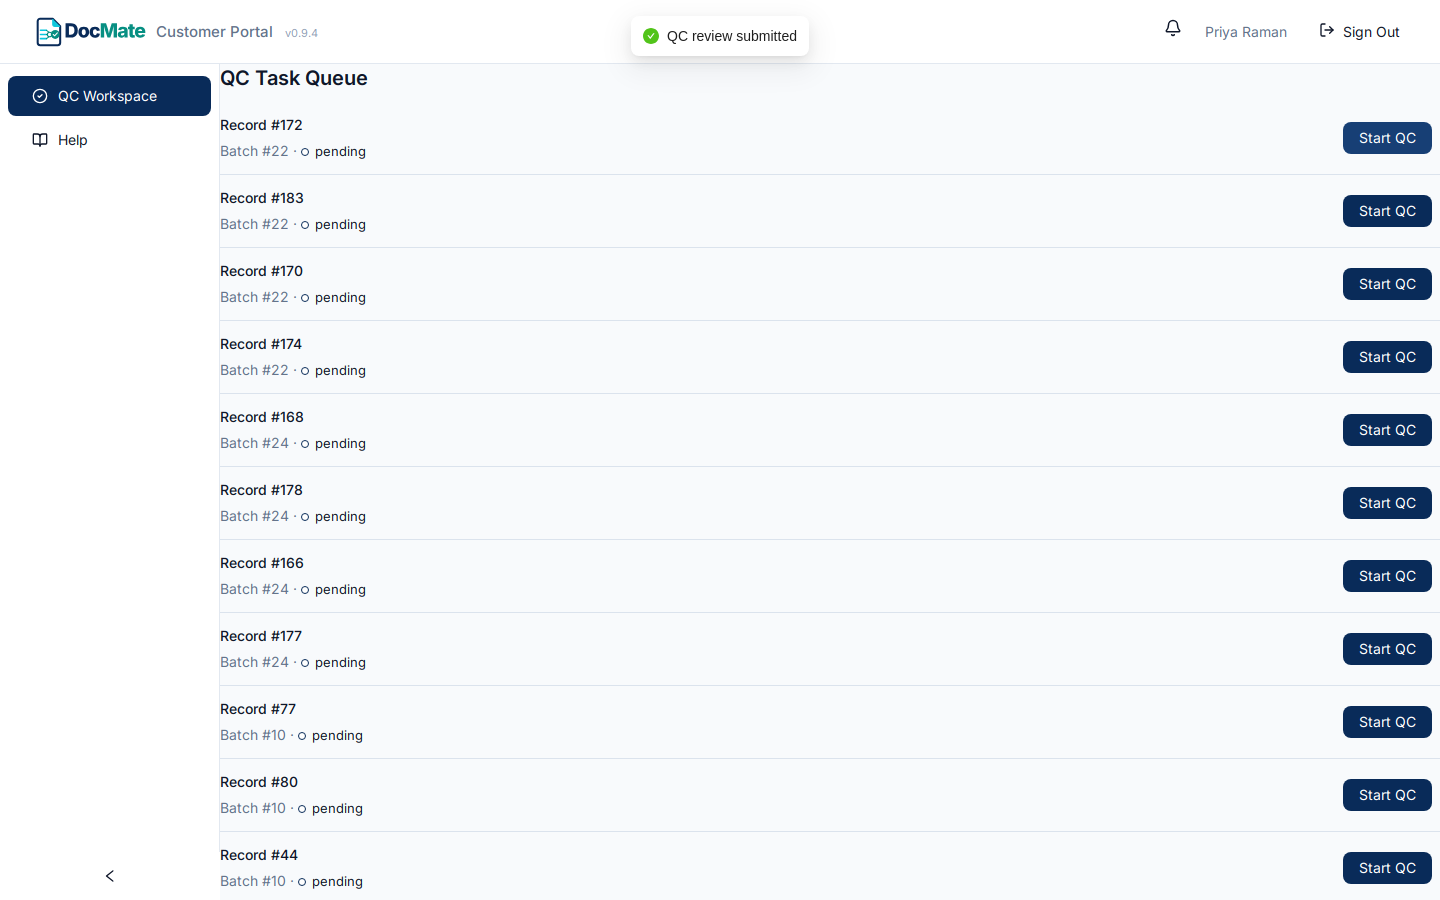 DocMate Customer Portal v0.9.4
QC review submitted
Priya Raman
Sign Out
QC Workspace
Help
QC Task Queue
Record #172
Batch #22 · pending
Start QC
Record #183
Batch #22 · pending
Start QC
Record #170
Batch #22 · pending
Start QC
Record #174
Batch #22 · pending
Start QC
Record #168
Batch #24 · pending
Start QC
Record #178
Batch #24 · pending
Start QC
Record #166
Batch #24 · pending
Start QC
Record #177
Batch #24 · pending
Start QC
Record #77
Batch #10 · pending
Start QC
Record #80
Batch #10 · pending
Start QC
Record #44
Batch #10 · pending
Start QC